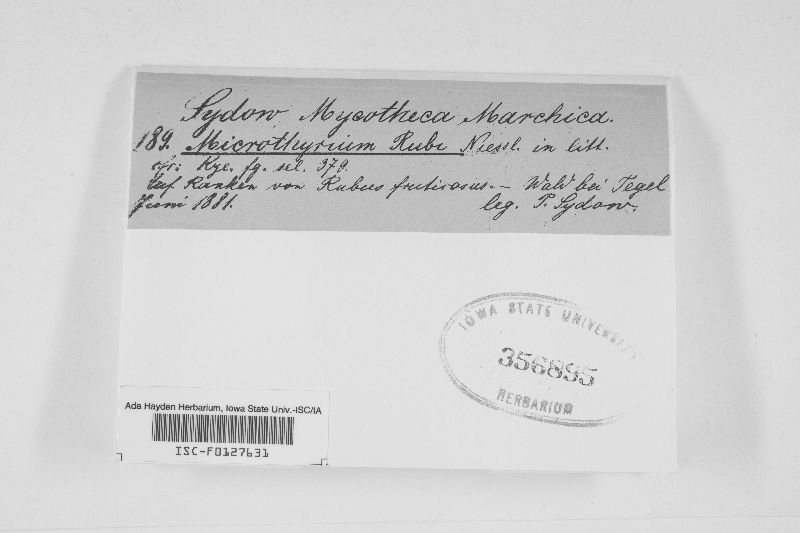 Sydow Mycotheca Marchica.
189. Microthyrium Rubi Niessl. in litt.
cfr: Kze. fg. sel. 379.
Auf Ranken von Rubus fruticosus. – Wald bei Tegel
Juni 1881. leg. P. Sydow.
IOWA STATE UNIVERSITY
356895
HERBARIUM
Ada Hayden Herbarium, Iowa State Univ.-ISC/IA
ISC-F0127631